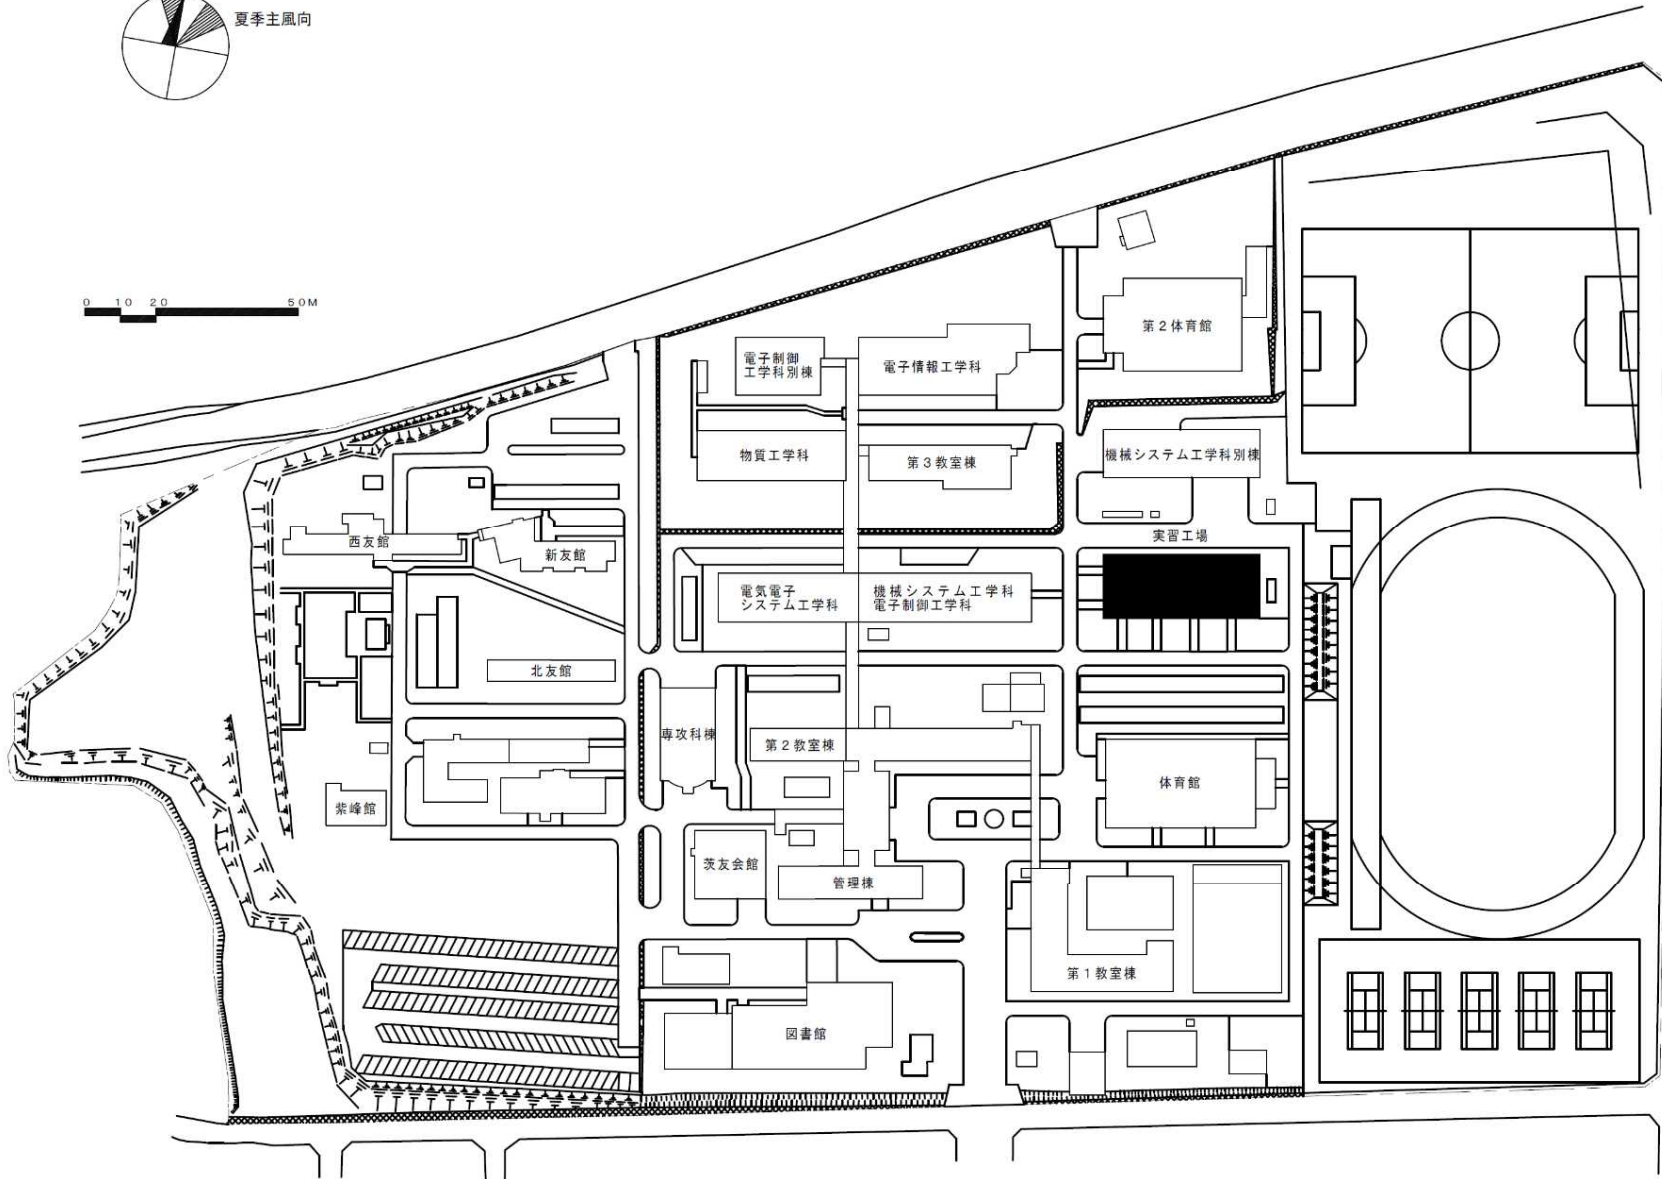 夏季主風向
0 10 20 50M
第2体育館
電子制御
工学科別棟
電子情報工学科
物質工学科
第3教室棟
機械システム工学科別棟
実習工場
西友館
新友館
電気電子
システム工学科
機械システム工学科
電子制御工学科
北友館
専攻科棟
第2教室棟
体育館
紫峰館
茨友会館
管理棟
第1教室棟
図書館